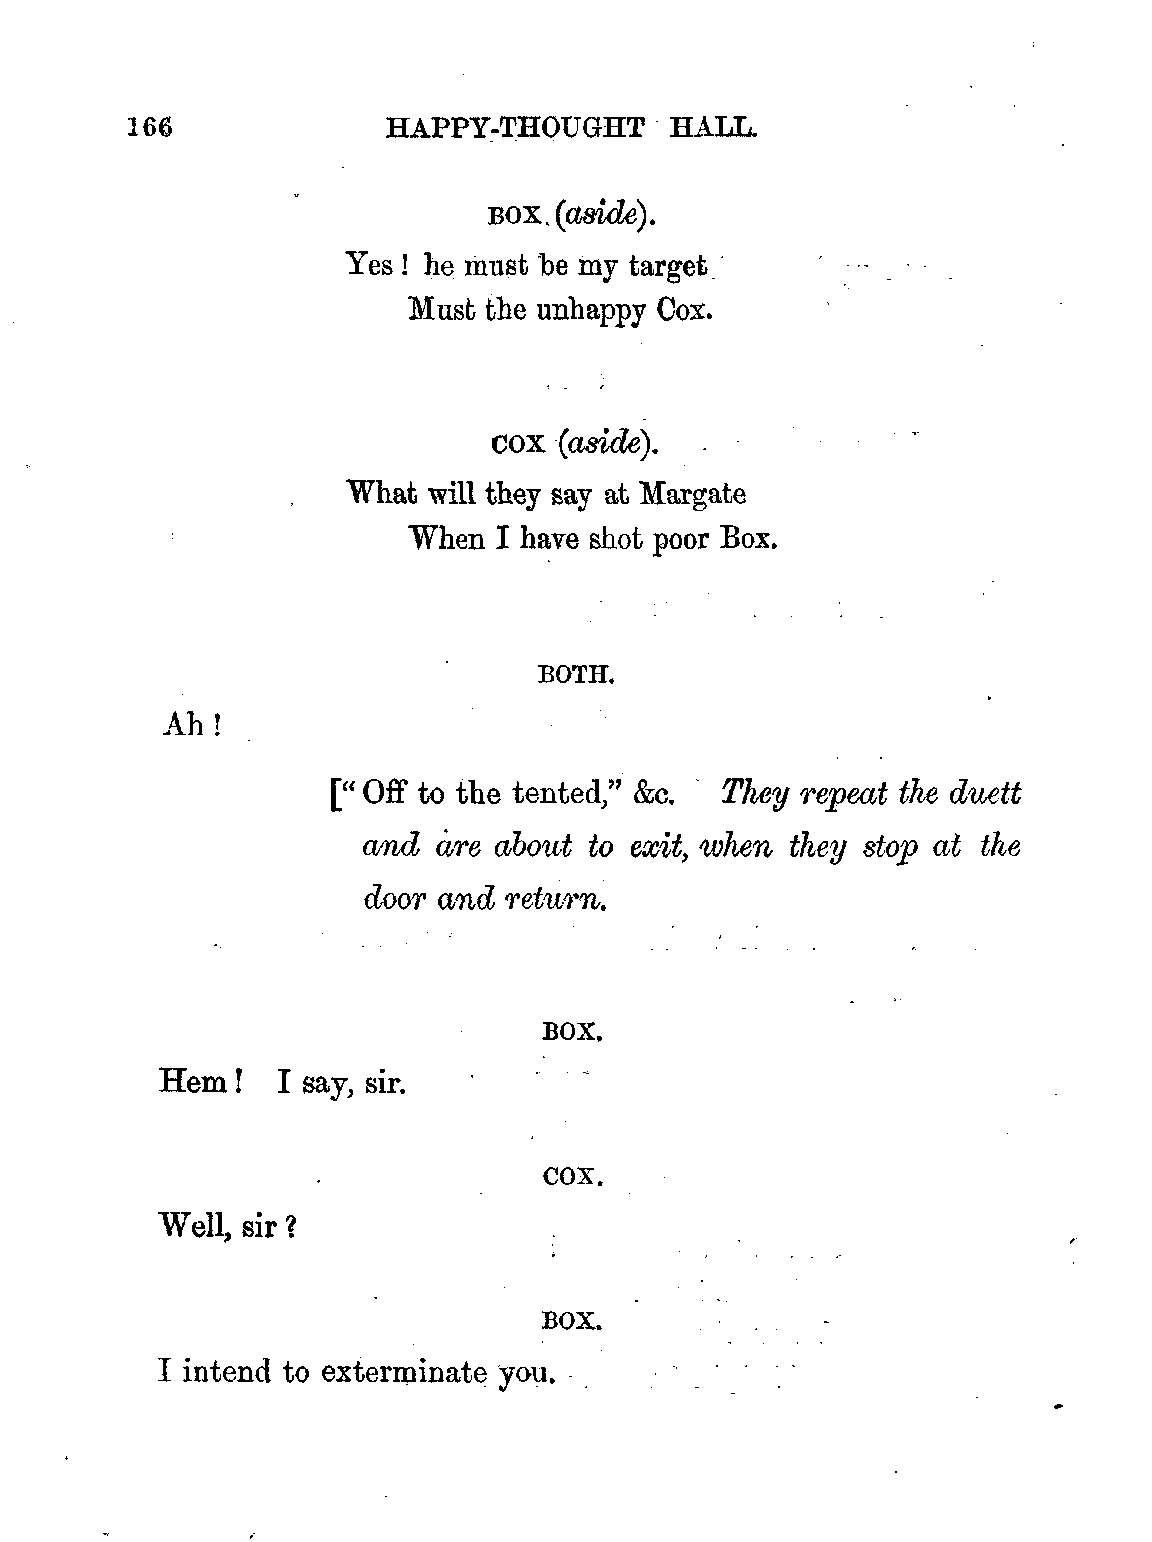 166 HAPPY-THOUGHT HALL.
BOX (aside).
Yes! he must be my target
Must the unhappy Cox.
COX (aside).
What will they say at Margate
When I have shot poor Box.
BOTH.
Ah!
[“Off to the tented,” &c. They repeat the duett
and are about to exit, when they stop at the
door and return.
BOX.
Hem! I say, sir.
COX.
Well, sir?
BOX.
I intend to exterminate you.